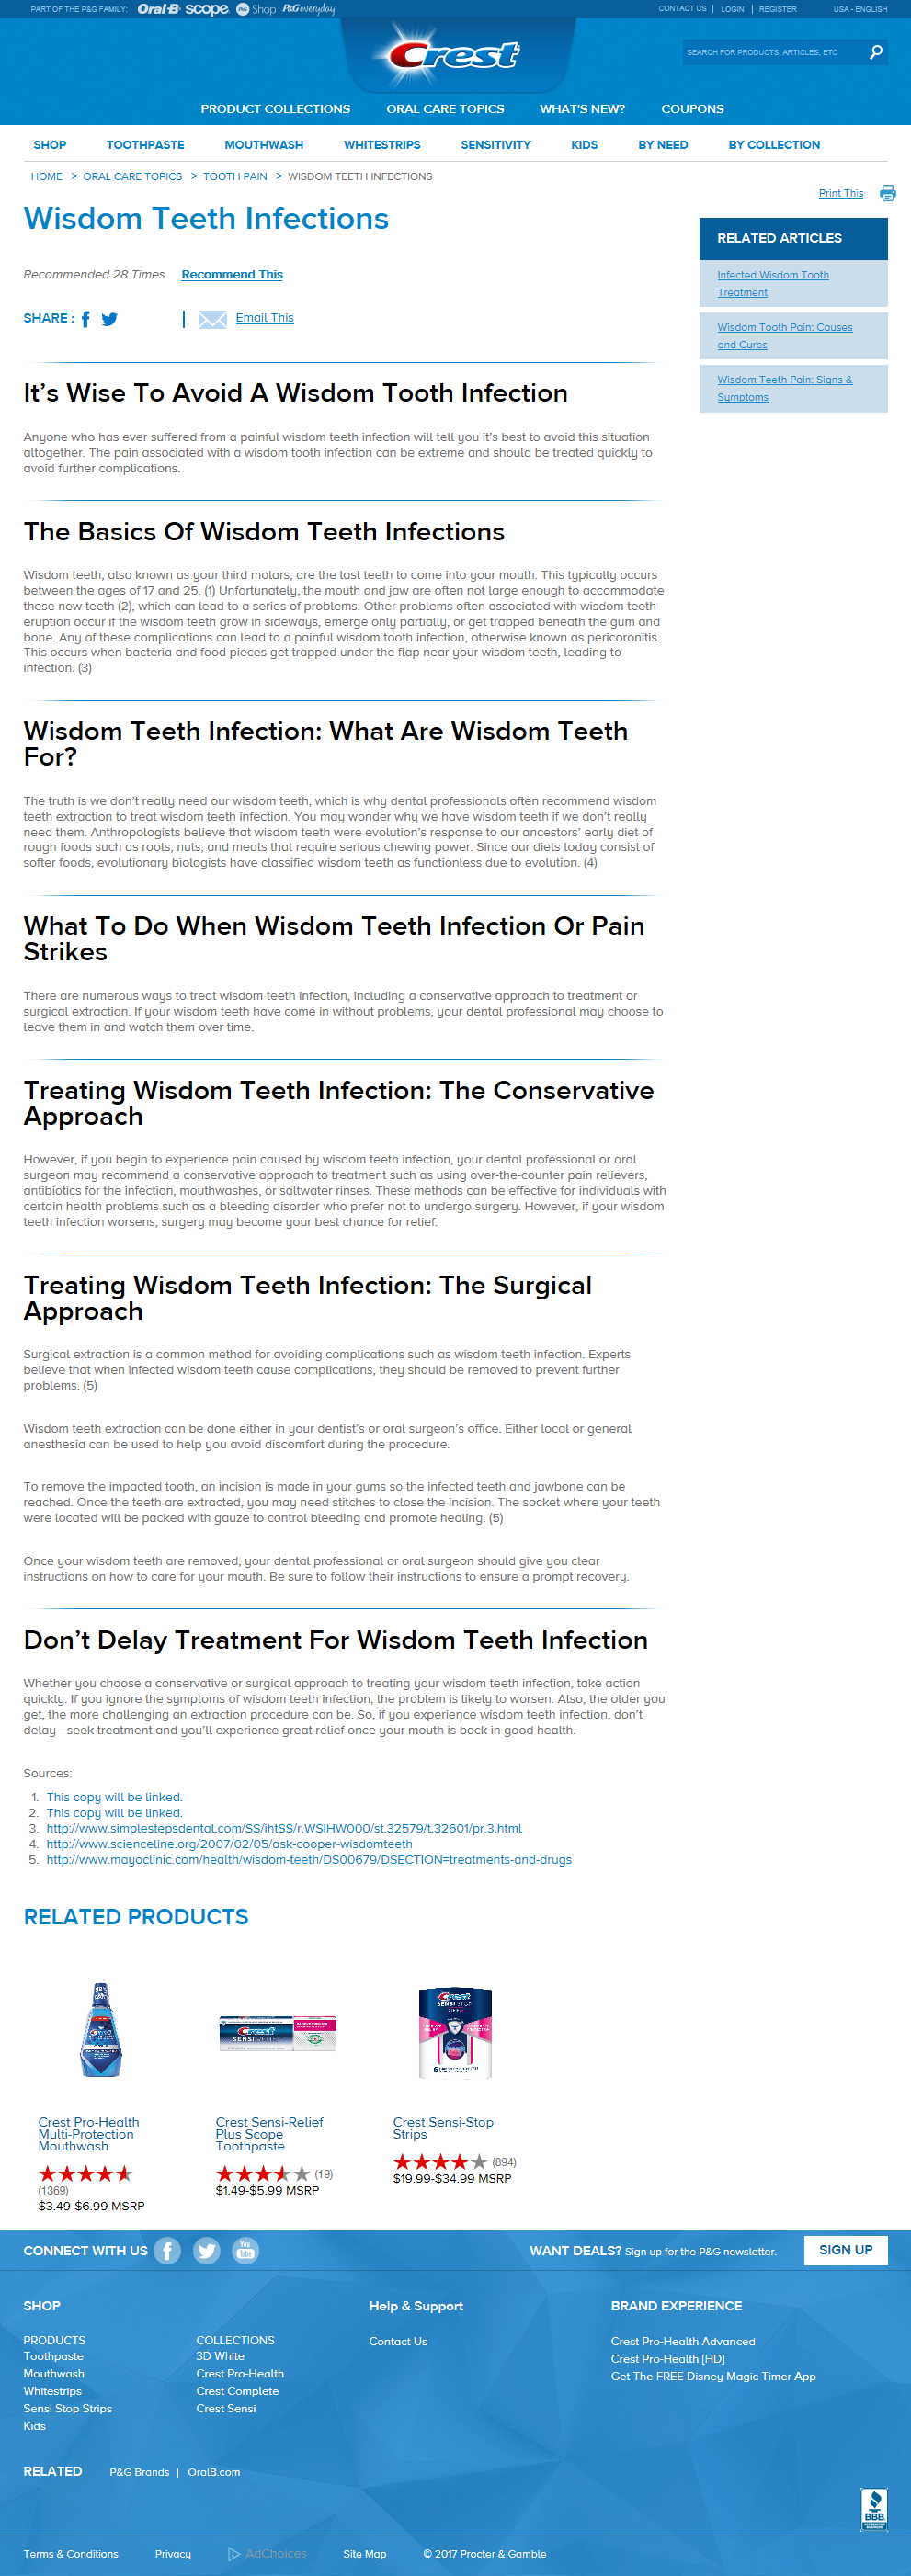 PART OF THE P&G FAMILY: Oral-B scope P&G Shop P&G everyday
CONTACT US | LOGIN | REGISTER USA - ENGLISH
Crest
SEARCH FOR PRODUCTS, ARTICLES, ETC
PRODUCT COLLECTIONS ORAL CARE TOPICS WHAT'S NEW? COUPONS
SHOP TOOTHPASTE MOUTHWASH WHITESTRIPS SENSITIVITY KIDS BY NEED BY COLLECTION
HOME > ORAL CARE TOPICS > TOOTH PAIN > WISDOM TEETH INFECTIONS
Print This
Wisdom Teeth Infections
Recommended 28 Times Recommend This
SHARE : | Email This
RELATED ARTICLES
Infected Wisdom Tooth
Treatment
Wisdom Tooth Pain: Causes
and Cures
Wisdom Teeth Pain: Signs &
Symptoms
It’s Wise To Avoid A Wisdom Tooth Infection
Anyone who has ever suffered from a painful wisdom teeth infection will tell you it’s best to avoid this situation
altogether. The pain associated with a wisdom tooth infection can be extreme and should be treated quickly to
avoid further complications.
The Basics Of Wisdom Teeth Infections
Wisdom teeth, also known as your third molars, are the last teeth to come into your mouth. This typically occurs
between the ages of 17 and 25. (1) Unfortunately, the mouth and jaw are often not large enough to accommodate
these new teeth (2), which can lead to a series of problems. Other problems often associated with wisdom teeth
eruption occur if the wisdom teeth grow in sideways, emerge only partially, or get trapped beneath the gum and
bone. Any of these complications can lead to a painful wisdom tooth infection, otherwise known as pericoronitis.
This occurs when bacteria and food pieces get trapped under the flap near your wisdom teeth, leading to
infection. (3)
Wisdom Teeth Infection: What Are Wisdom Teeth
For?
The truth is we don’t really need our wisdom teeth, which is why dental professionals often recommend wisdom
teeth extraction to treat wisdom teeth infection. You may wonder why we have wisdom teeth if we don’t really
need them. Anthropologists believe that wisdom teeth were evolution’s response to our ancestors’ early diet of
rough foods such as roots, nuts, and meats that require serious chewing power. Since our diets today consist of
softer foods, evolutionary biologists have classified wisdom teeth as functionless due to evolution. (4)
What To Do When Wisdom Teeth Infection Or Pain
Strikes
There are numerous ways to treat wisdom teeth infection, including a conservative approach to treatment or
surgical extraction. If your wisdom teeth have come in without problems, your dental professional may choose to
leave them in and watch them over time.
Treating Wisdom Teeth Infection: The Conservative
Approach
However, if you begin to experience pain caused by wisdom teeth infection, your dental professional or oral
surgeon may recommend a conservative approach to treatment such as using over-the-counter pain relievers,
antibiotics for the infection, mouthwashes, or saltwater rinses. These methods can be effective for individuals with
certain health problems such as a bleeding disorder who prefer not to undergo surgery. However, if your wisdom
teeth infection worsens, surgery may become your best chance for relief.
Treating Wisdom Teeth Infection: The Surgical
Approach
Surgical extraction is a common method for avoiding complications such as wisdom teeth infection. Experts
believe that when infected wisdom teeth cause complications, they should be removed to prevent further
problems. (5)
Wisdom teeth extraction can be done either in your dentist’s or oral surgeon’s office. Either local or general
anesthesia can be used to help you avoid discomfort during the procedure.
To remove the impacted tooth, an incision is made in your gums so the infected teeth and jawbone can be
reached. Once the teeth are extracted, you may need stitches to close the incision. The socket where your teeth
were located will be packed with gauze to control bleeding and promote healing. (5)
Once your wisdom teeth are removed, your dental professional or oral surgeon should give you clear
instructions on how to care for your mouth. Be sure to follow their instructions to ensure a prompt recovery.
Don’t Delay Treatment For Wisdom Teeth Infection
Whether you choose a conservative or surgical approach to treating your wisdom teeth infection, take action
quickly. If you ignore the symptoms of wisdom teeth infection, the problem is likely to worsen. Also, the older you
get, the more challenging an extraction procedure can be. So, if you experience wisdom teeth infection, don’t
delay—seek treatment and you’ll experience great relief once your mouth is back in good health.
Sources:
1. This copy will be linked.
2. This copy will be linked.
3. http://www.simplestepsdental.com/SS/ihtSS/r.WSIHW000/st.32579/t.32601/pr.3.html
4. http://www.scienceline.org/2007/02/05/ask-cooper-wisdomteeth
5. http://www.mayoclinic.com/health/wisdom-teeth/DS00679/DSECTION=treatments-and-drugs
RELATED PRODUCTS
Crest
Crest
SENSI RELIEF
Crest
SENSI STOP
Crest Pro-Health
Multi-Protection
Mouthwash
(1369)
$3.49-$6.99 MSRP
Crest Sensi-Relief
Plus Scope
Toothpaste
(19)
$1.49-$5.99 MSRP
Crest Sensi-Stop
Strips
(894)
$19.99-$34.99 MSRP
CONNECT WITH US You Tube
WANT DEALS? Sign up for the P&G newsletter. SIGN UP
SHOP
PRODUCTS
Toothpaste
Mouthwash
Whitestrips
Sensi Stop Strips
Kids
COLLECTIONS
3D White
Crest Pro-Health
Crest Complete
Crest Sensi
Help & Support
Contact Us
BRAND EXPERIENCE
Crest Pro-Health Advanced
Crest Pro-Health [HD]
Get The FREE Disney Magic Timer App
RELATED P&G Brands | OralB.com
BBB
Terms & Conditions Privacy AdChoices Site Map © 2017 Procter & Gamble